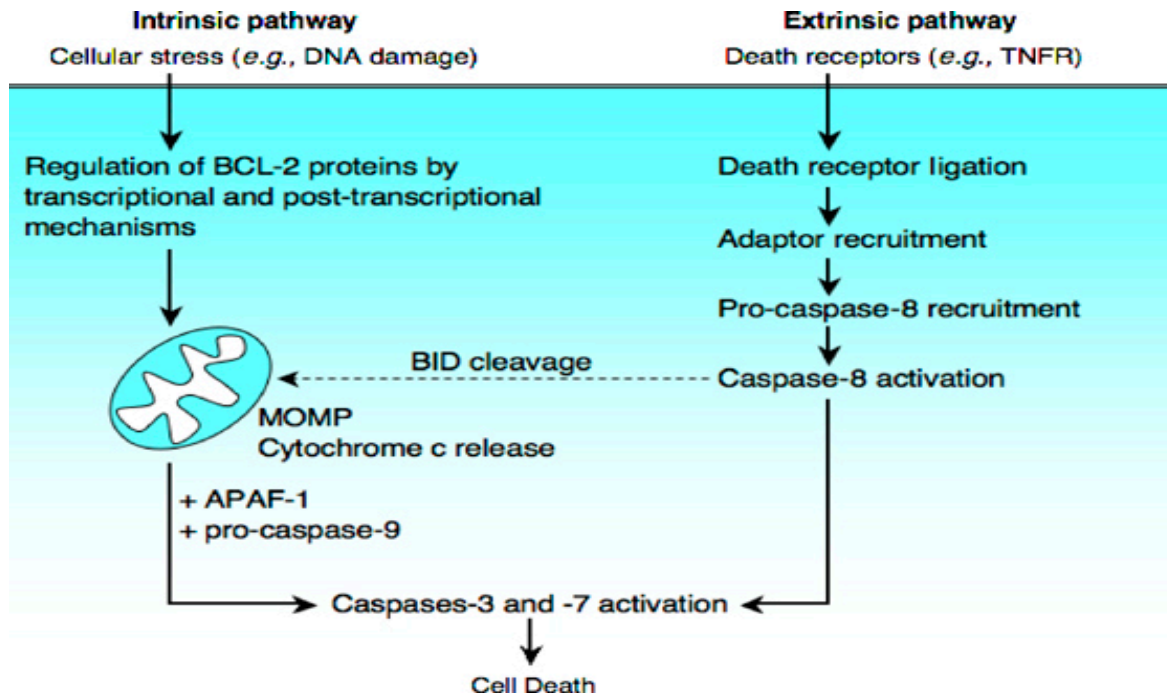 Intrinsic pathway
Cellular stress (e.g., DNA damage)
Extrinsic pathway
Death receptors (e.g., TNFR)
Regulation of BCL-2 proteins by
transcriptional and post-transcriptional
mechanisms
Death receptor ligation
Adaptor recruitment
Pro-caspase-8 recruitment
BID cleavage
Caspase-8 activation
MOMP
Cytochrome c release
+ APAF-1
+ pro-caspase-9
Caspases-3 and -7 activation
Cell Death